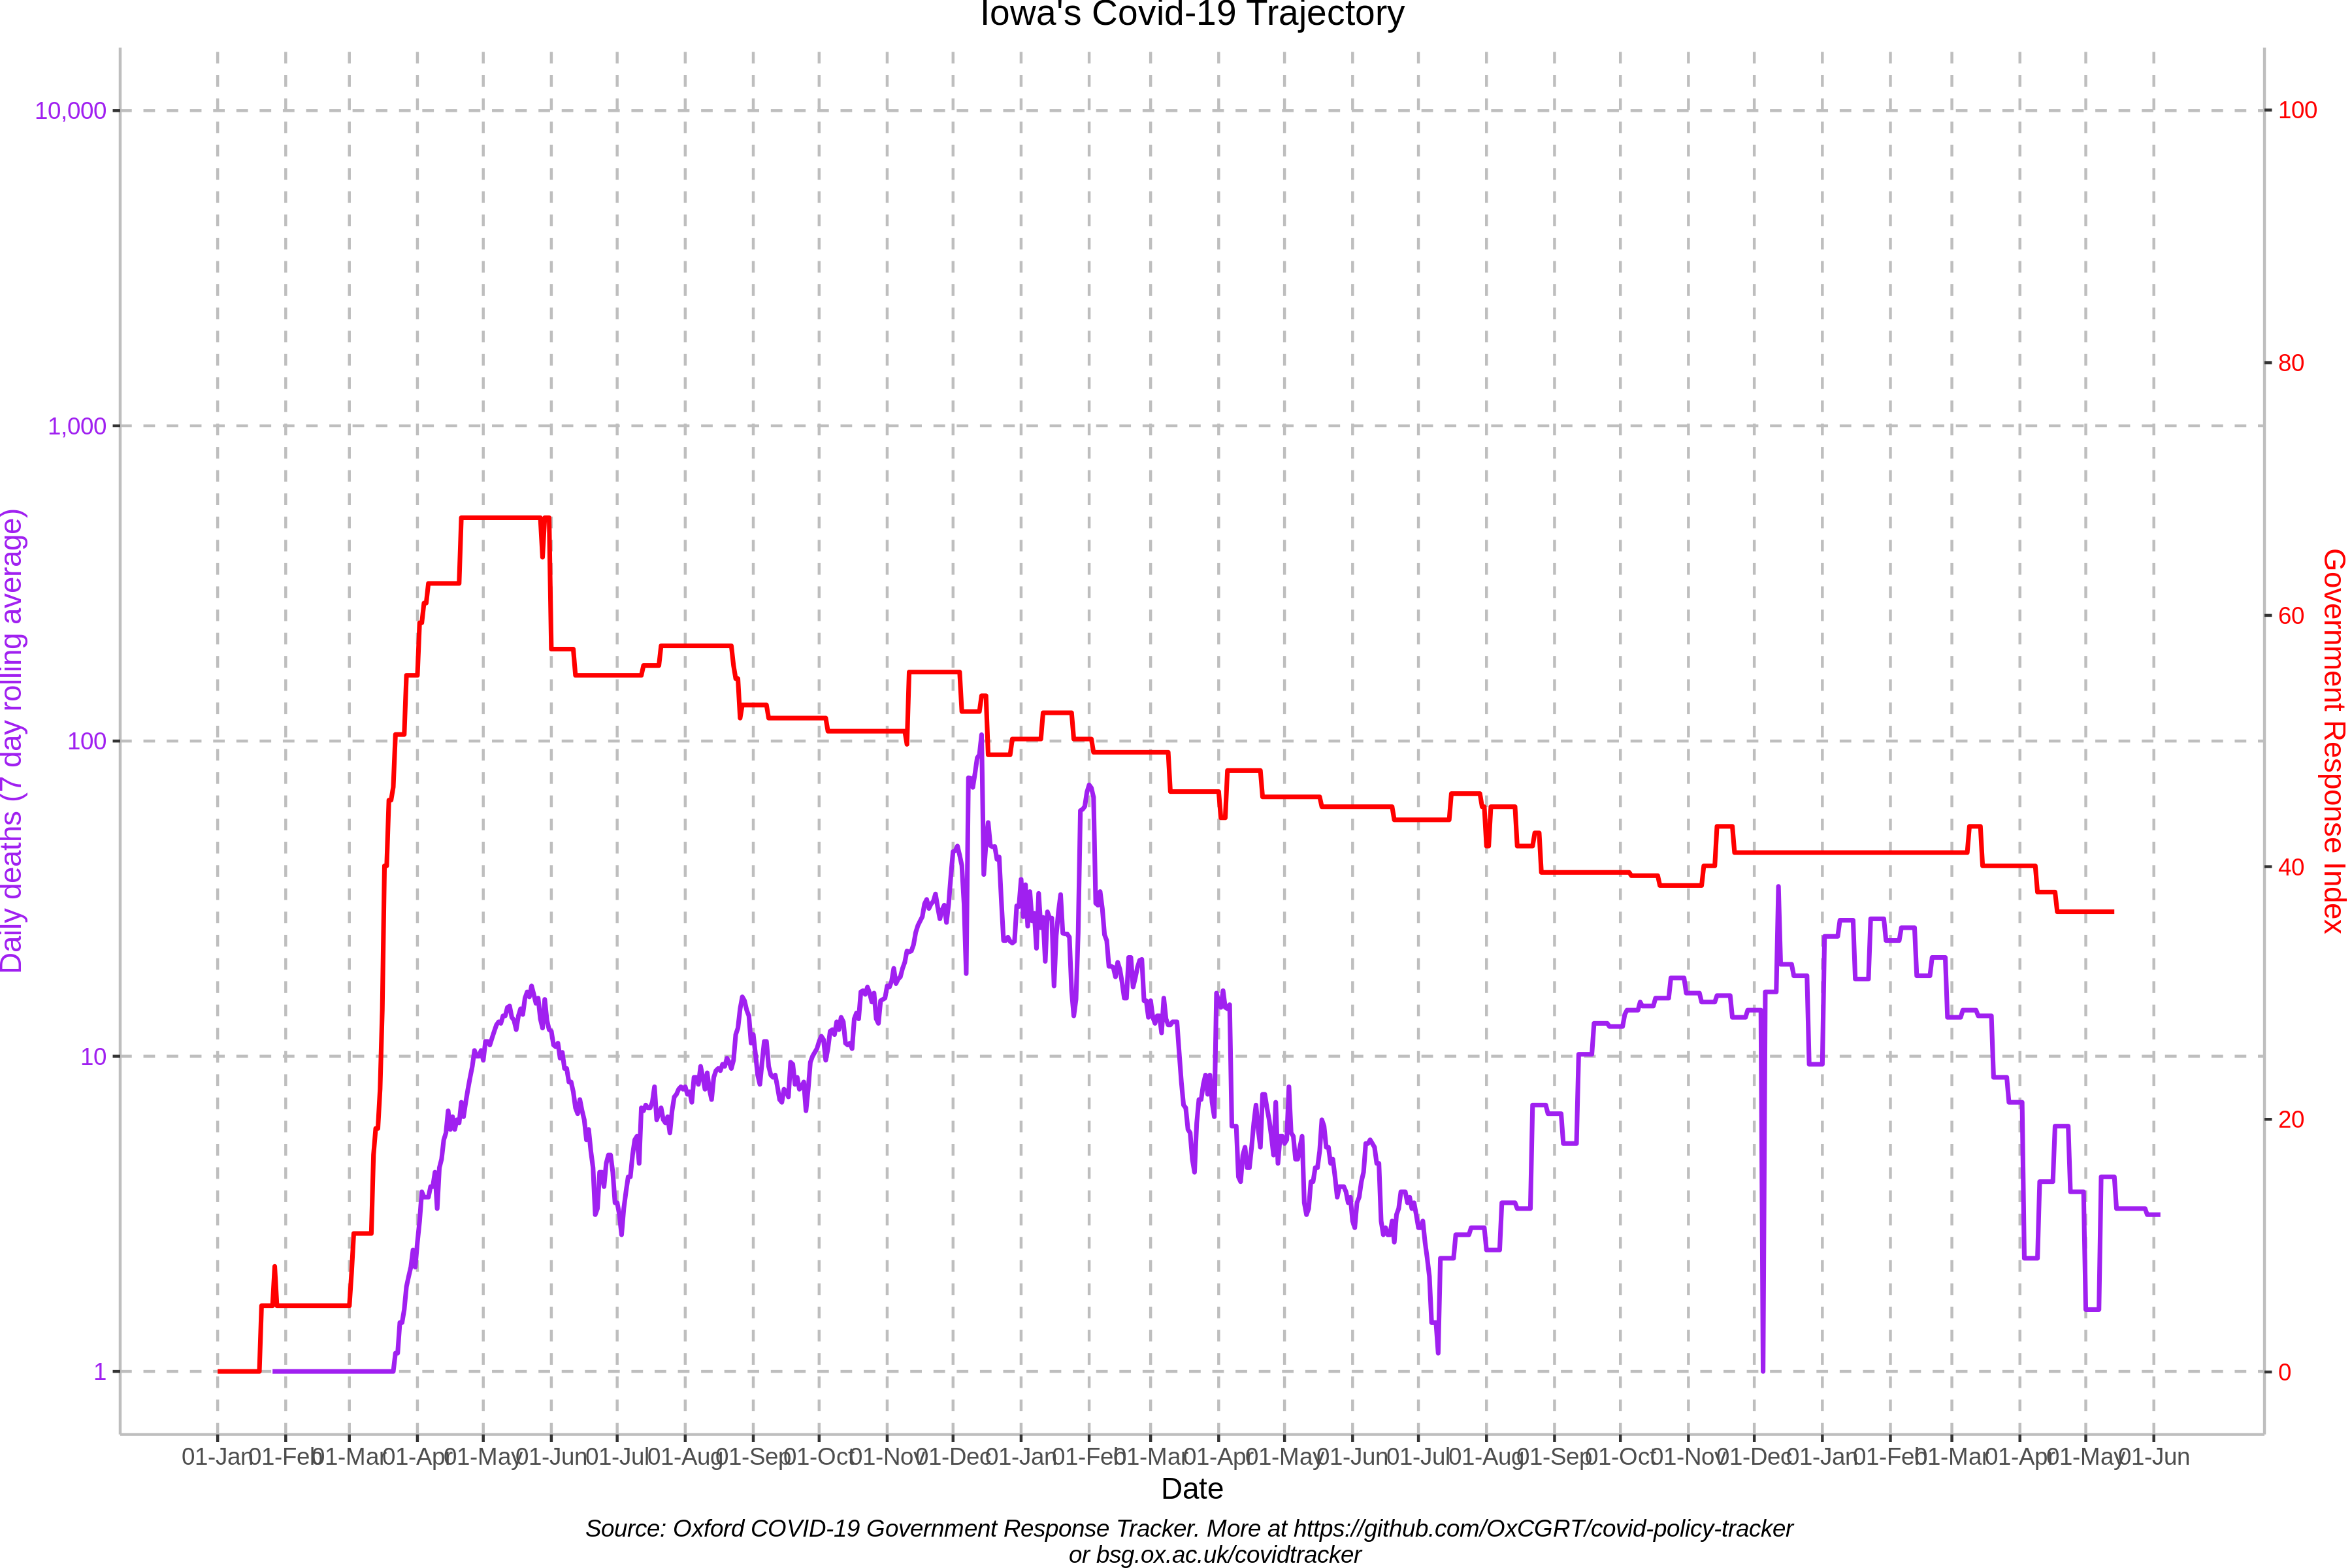 Iowa's Covid-19 Trajectory
10,000
1,000
100
10
1
Daily deaths (7 day rolling average)
100
80
60
40
20
0
Government Response Index
01-Jan 01-Feb 01-Mar 01-Apr 01-May 01-Jun 01-Jul 01-Aug 01-Sep 01-Oct 01-Nov 01-Dec 01-Jan 01-Feb 01-Mar 01-Apr 01-May 01-Jun 01-Jul 01-Aug 01-Sep 01-Oct 01-Nov 01-Dec 01-Jan 01-Feb 01-Mar 01-Apr 01-May 01-Jun
Date
Source: Oxford COVID-19 Government Response Tracker. More at https://github.com/OxCGRT/covid-policy-tracker
or bsg.ox.ac.uk/covidtracker